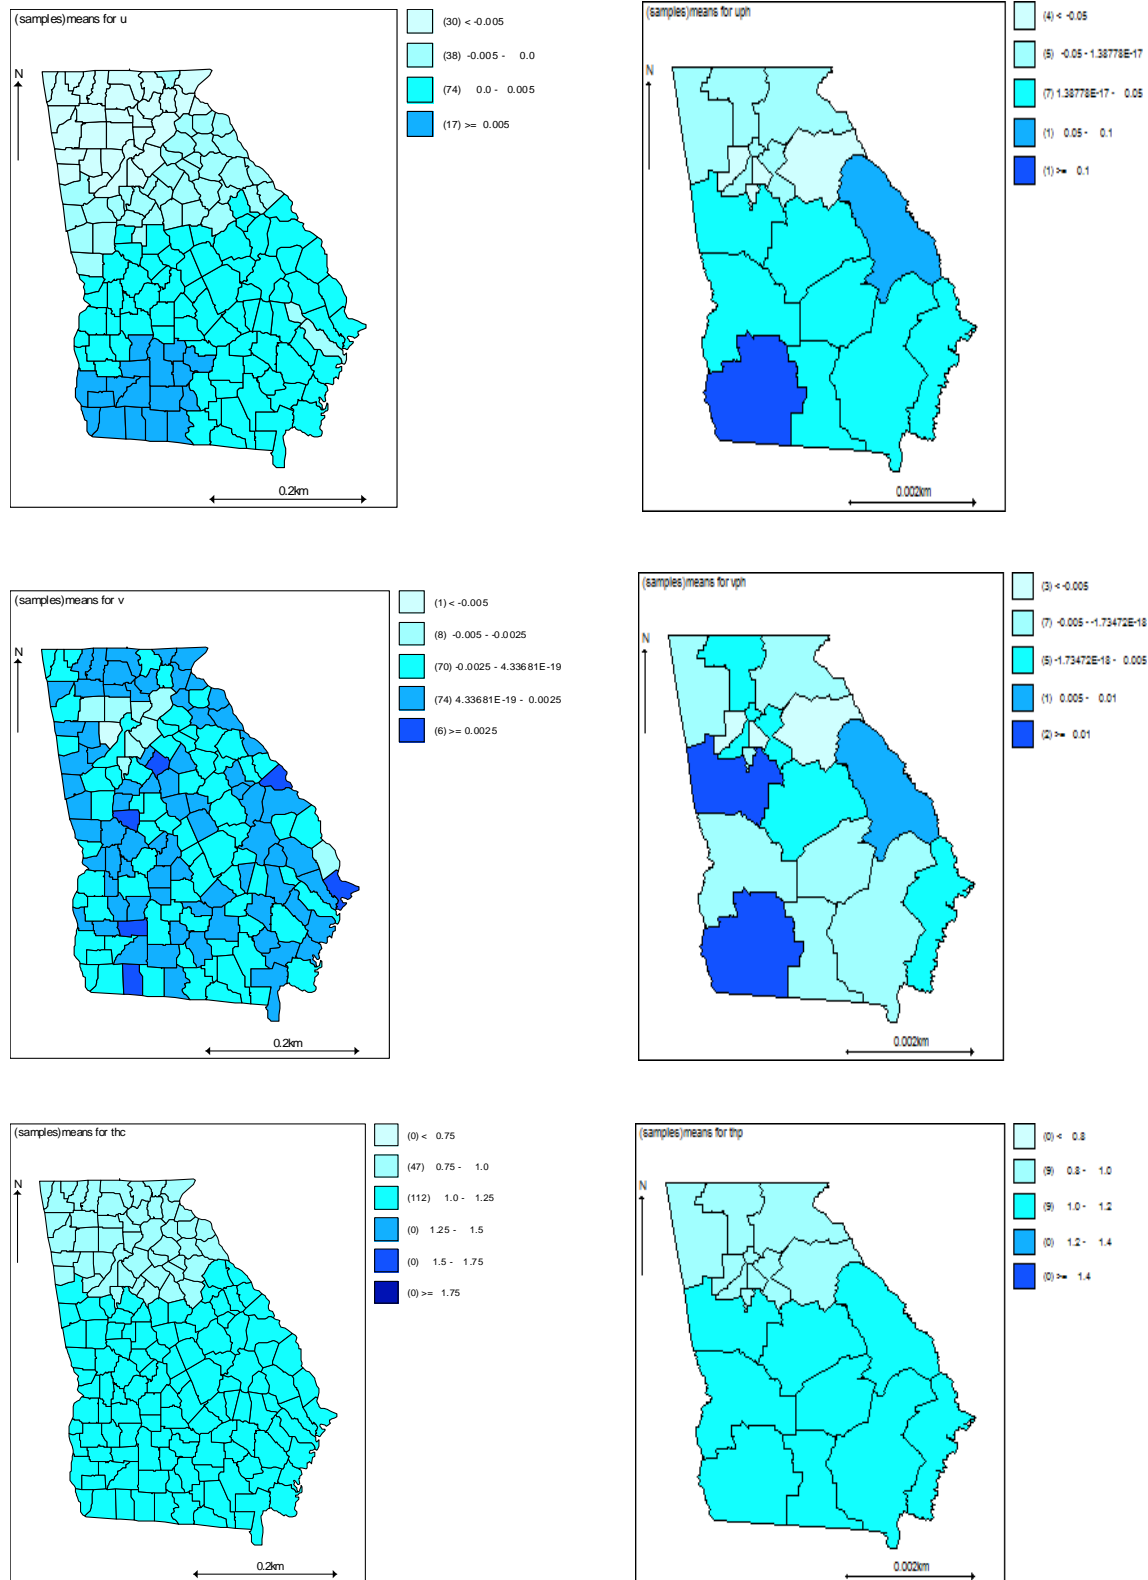 (samples)means for u
(30) < -0.005
(38) -0.005 - 0.0
(74) 0.0 - 0.005
(17) >= 0.005
N
0.2km
(samples)means for uph
(4) < -0.05
(5) -0.05 - 1.38778E-17
(7) 1.38778E-17 - 0.05
(1) 0.05 - 0.1
(1) >= 0.1
N
0.002km
(samples)means for v
(1) < -0.005
(8) -0.005 - -0.0025
(70) -0.0025 - 4.33681E-19
(74) 4.33681E-19 - 0.0025
(6) >= 0.0025
N
0.2km
(samples)means for vph
(3) < -0.005
(7) -0.005 - -1.73472E-18
(5) -1.73472E-18 - 0.005
(1) 0.005 - 0.01
(2) >= 0.01
N
0.002km
(samples)means for thc
(0) < 0.75
(47) 0.75 - 1.0
(112) 1.0 - 1.25
(0) 1.25 - 1.5
(0) 1.5 - 1.75
(0) >= 1.75
N
0.2km
(samples)means for thp
(0) < 0.8
(9) 0.8 - 1.0
(9) 1.0 - 1.2
(0) 1.2 - 1.4
(0) >= 1.4
N
0.002km